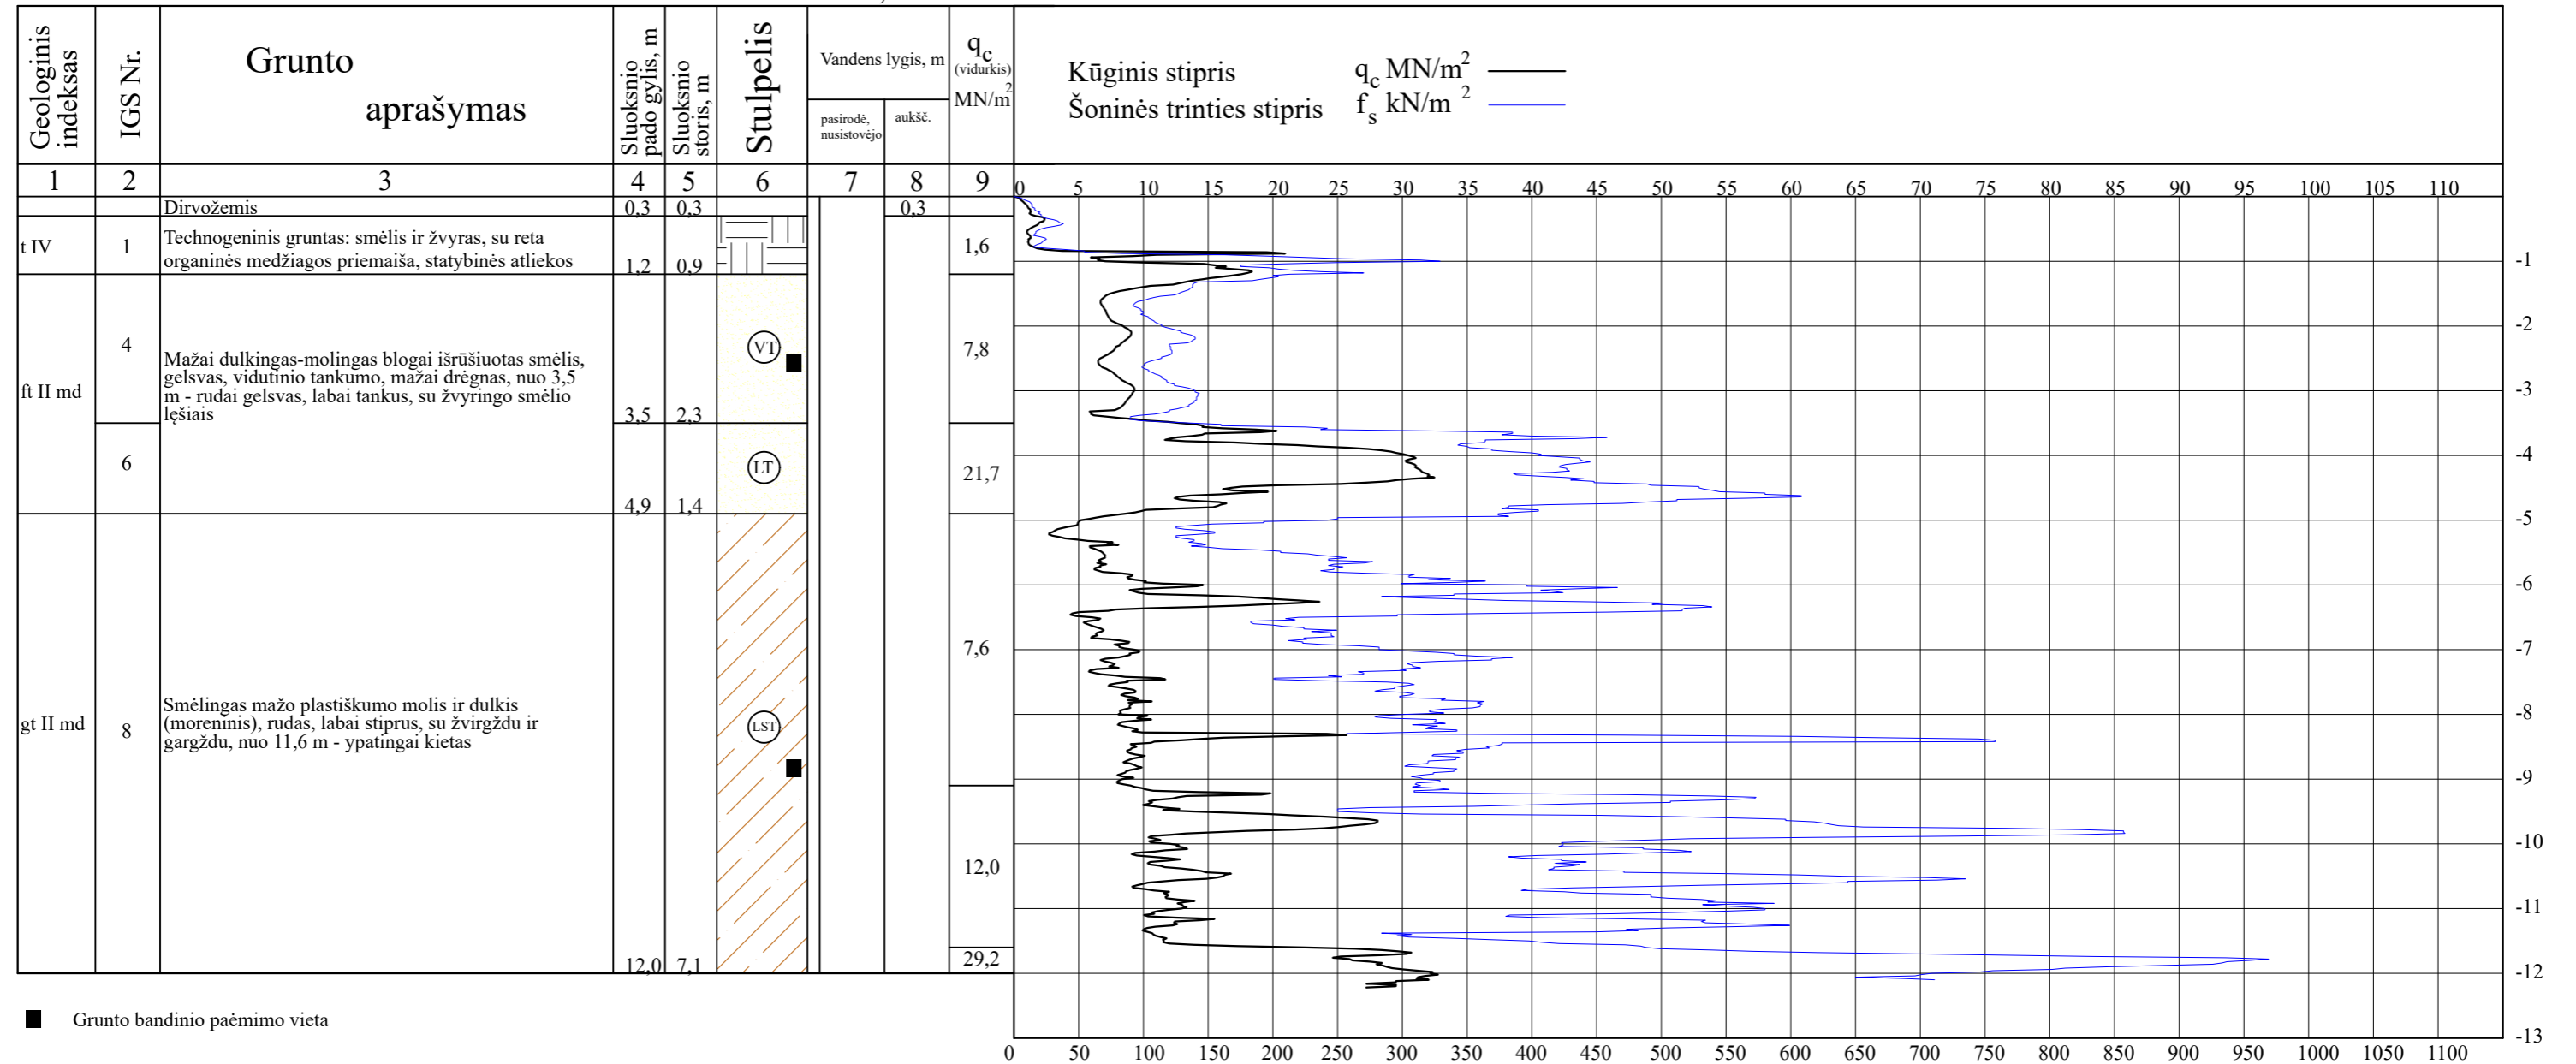 Geologinis
indeksas
IGS Nr.
Grunto
aprašymas
Sluoksnio
pado gylis, m
Sluoksnio
storis, m
Stulpelis
Vandens lygis, m
pasirodė,
nusistovėjo
aukšč.
qc
(vidurkis)
MN/m2
Kūginis stipris qc MN/m2
Šoninės trinties stipris fs kN/m 2
1 2 3 4 5 6 7 8 9
0 5 10 15 20 25 30 35 40 45 50 55 60 65 70 75 80 85 90 95 100 105 110
Dirvožemis 0,3 0,3 0,3
t IV 1 Technogeninis gruntas: smėlis ir žvyras, su reta
organinės medžiagos priemaiša, statybinės atliekos 1,2 0,9 1,6
ft II md
4
Mažai dulkingas-molingas blogai išrūšiuotas smėlis,
gelsvas, vidutinio tankumo, mažai drėgnas, nuo 3,5
m - rudai gelsvas, labai tankus, su žvyringo smėlio
lęšiais
3,5 2,3
VT
7,8
6
4,9 1,4
LT
21,7
gt II md
8
Smėlingas mažo plastiškumo molis ir dulkis
(moreninis), rudas, labai stiprus, su žvirgždu ir
gargždu, nuo 11,6 m - ypatingai kietas
12,0 7,1
LST
7,6
12,0
29,2
-1
-2
-3
-4
-5
-6
-7
-8
-9
-10
-11
-12
-13
0 50 100 150 200 250 300 350 400 450 500 550 600 650 700 750 800 850 900 950 1000 1050 1100
Grunto bandinio paėmimo vieta